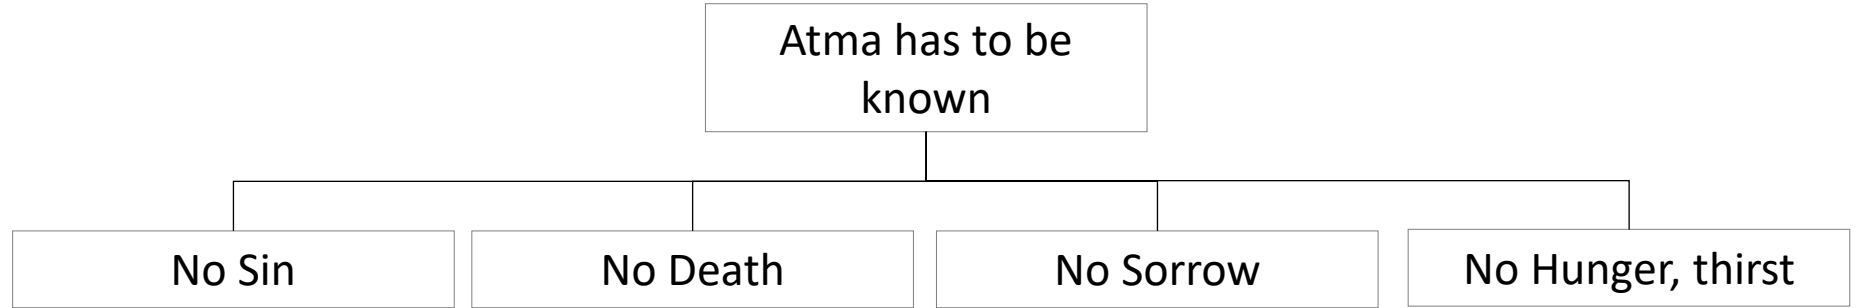 Atma has to be
known
No Sin
No Death
No Sorrow
No Hunger, thirst